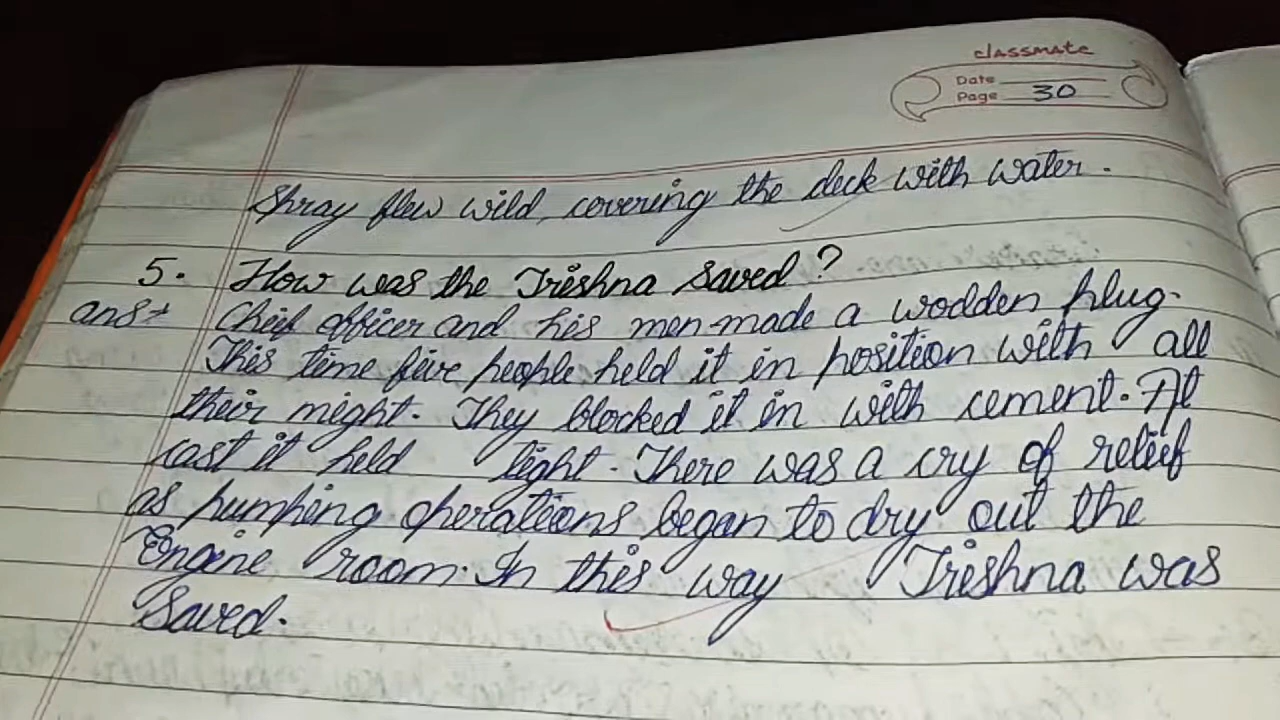 classmate
Date
Page 30
Spray flew wild, covering the deck with water.
5. How was the Trishna saved?
ans→ Cheif officer and his men made a wodden plug.
This time five people held it in position with all
their might. They blocked it in with cement. At
last it held tight. There was a cry of relief
as pumping operations began to dry out the
Engine room. In this way Trishna was
saved.